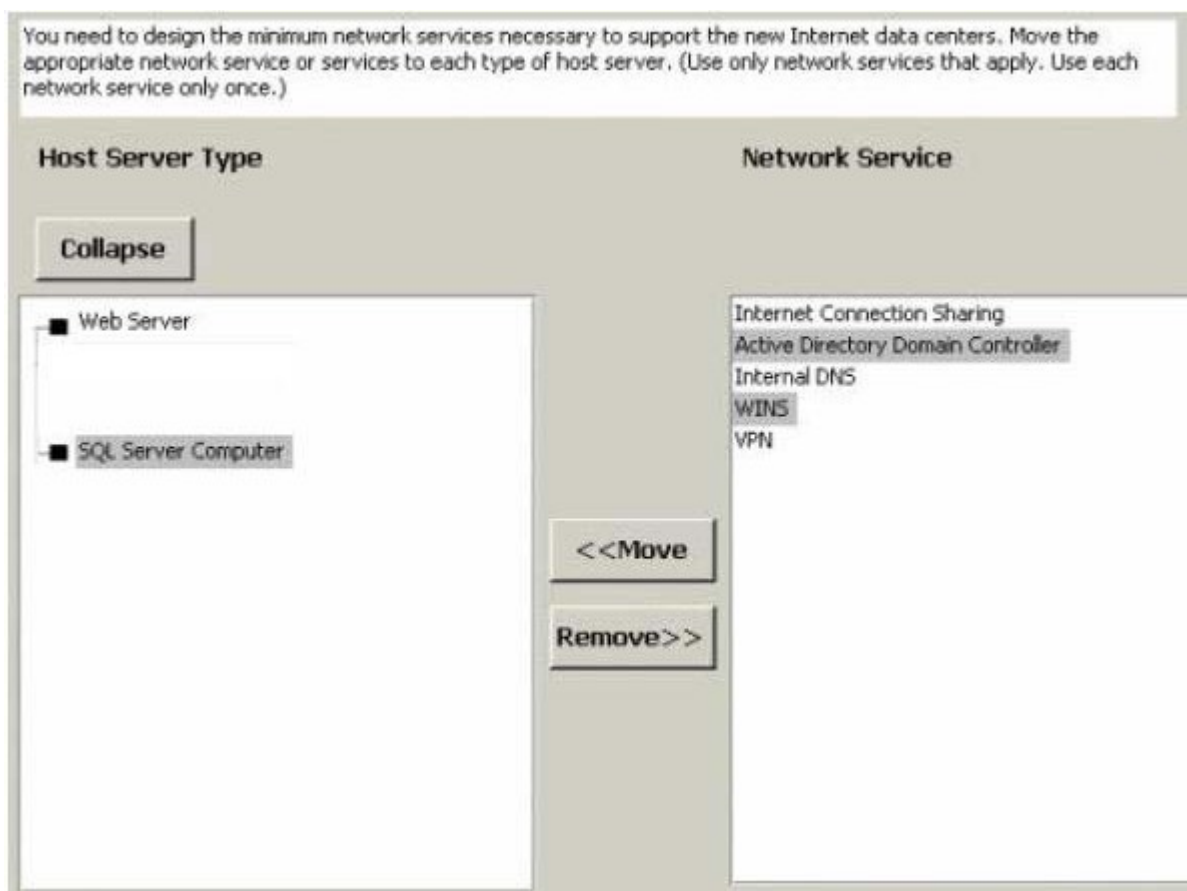 You need to design the minimum network services necessary to support the new Internet data centers. Move the
appropriate network service or services to each type of host server. (Use only network services that apply. Use each
network service only once.)
Host Server Type
Network Service
Collapse
Web Server
SQL Server Computer
Internet Connection Sharing
Active Directory Domain Controller
Internal DNS
WINS
VPN
<<Move
Remove>>